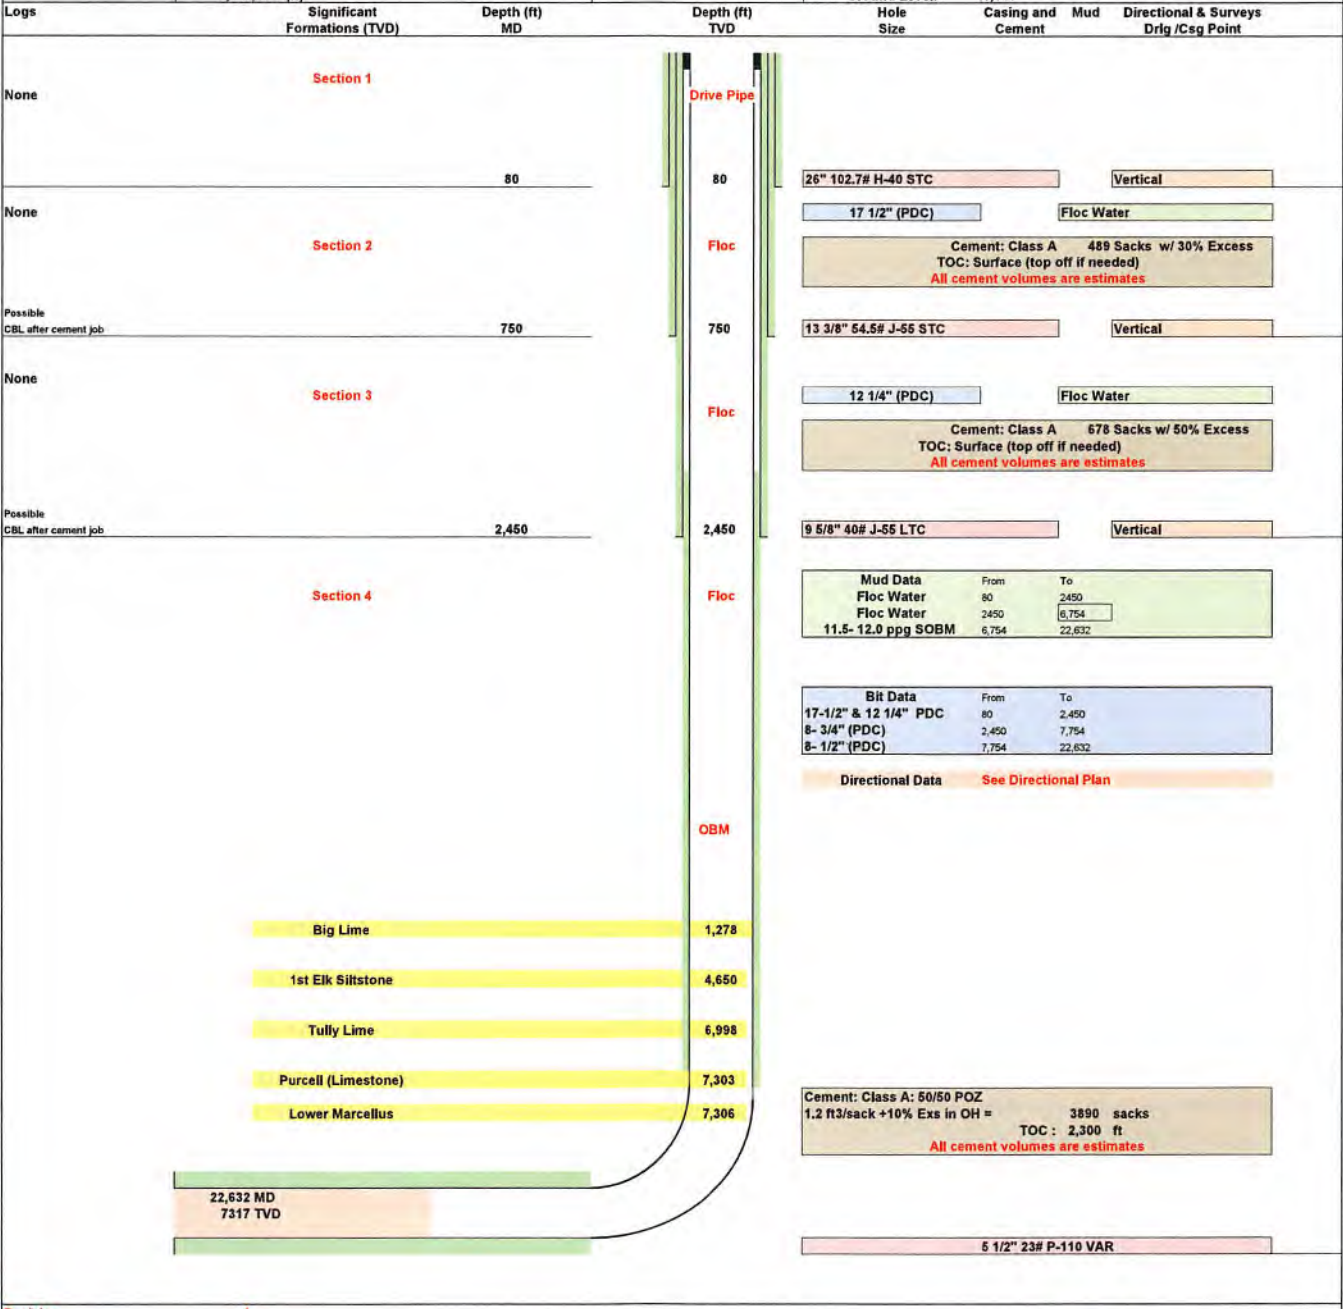 Logs Significant Formations (TVD) Depth (ft) MD Depth (ft) TVD Hole Size Casing and Cement Mud Directional & Surveys Drlg /Csg Point
Section 1
None
Drive Pipe
80 80 26" 102.7# H-40 STC Vertical
None 17 1/2" (PDC) Floc Water
Section 2 Floc
Cement: Class A 489 Sacks w/ 30% Excess
TOC: Surface (top off if needed)
All cement volumes are estimates
Possible
CBL after cement job 750 750 13 3/8" 54.5# J-55 STC Vertical
None
Section 3 12 1/4" (PDC) Floc Water
Floc
Cement: Class A 678 Sacks w/ 50% Excess
TOC: Surface (top off if needed)
All cement volumes are estimates
Possible
CBL after cement job 2,450 2,450 9 5/8" 40# J-55 LTC Vertical
Section 4 Floc
Mud Data From To
Floc Water 80 2450
Floc Water 2450 6,754
11.5- 12.0 ppg SOBM 6,754 22,632
Bit Data From To
17-1/2" & 12 1/4" PDC 80 2,450
8- 3/4" (PDC) 2,450 7,754
8- 1/2" (PDC) 7,754 22,632
Directional Data See Directional Plan
OBM
Big Lime 1,278
1st Elk Siltstone 4,650
Tully Lime 6,998
Purcell (Limestone) 7,303
Lower Marcellus 7,306
Cement: Class A: 50/50 POZ
1.2 ft3/sack +10% Exs in OH = 3890 sacks
TOC : 2,300 ft
All cement volumes are estimates
22,632 MD
7317 TVD
5 1/2" 23# P-110 VAR